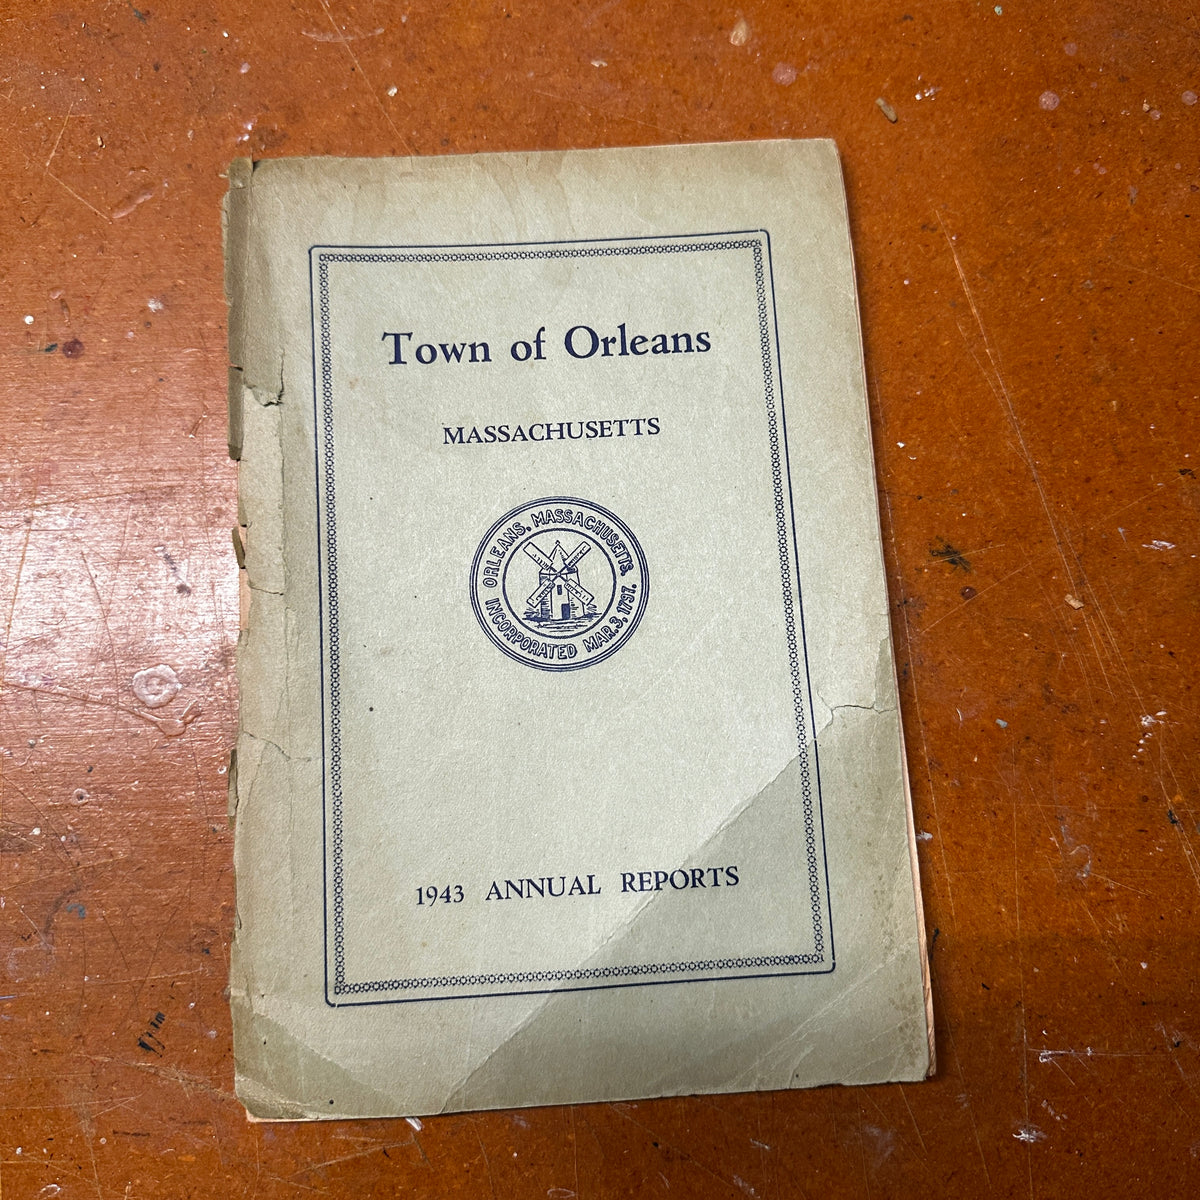 Town of Orleans
MASSACHUSETTS
ORLEANS, MASSACHUSETTS.
INCORPORATED MAR. 3, 1797.
1943 ANNUAL REPORTS